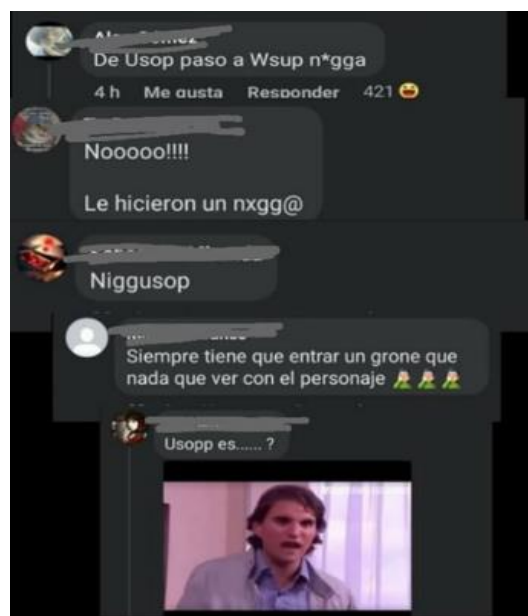 De Usop paso a Wsup n*gga
4 h Me gusta Responder 421
Nooooo!!!!
Le hicieron un nxgg@
Niggusop
Siempre tiene que entrar un grone que
nada que ver con el personaje
Usopp es...... ?